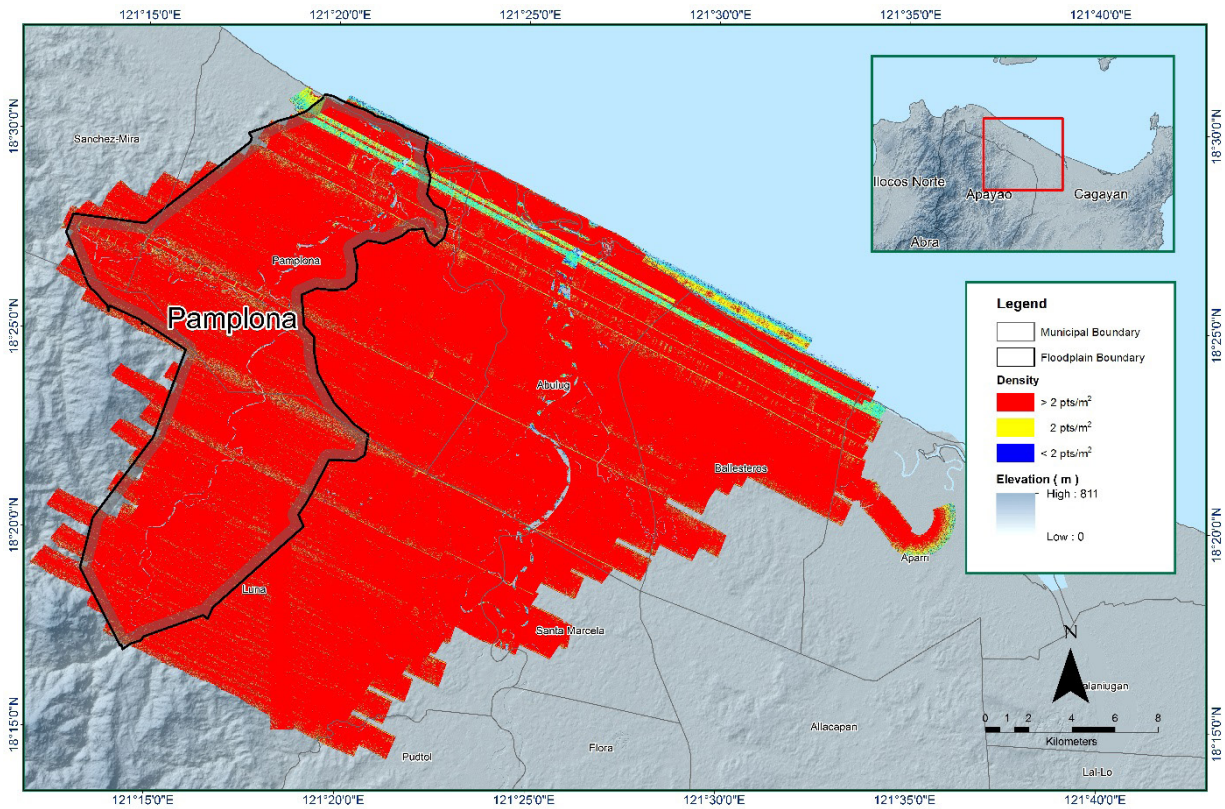 121°15'0"E 121°20'0"E 121°25'0"E 121°30'0"E 121°35'0"E 121°40'0"E
18°30'0"N
18°25'0"N
18°20'0"N
18°15'0"N
Sanchez-Mira
Pamplona
Pamplona
Abulug
Ballesteros
Aparri
Luna
Santa Marcela
Pudtol
Flora
Allacapan
alaniugan
Lal-Lo
Ilocos Norte
Apayao
Cagayan
Abra
Legend
Municipal Boundary
Floodplain Boundary
Density
> 2 pts/m²
2 pts/m²
< 2 pts/m²
Elevation ( m )
High : 811
Low : 0
N
0 1 2 4 6 8
Kilometers
18°30'0"N
18°25'0"N
18°20'0"N
18°15'0"N
121°15'0"E 121°20'0"E 121°25'0"E 121°30'0"E 121°35'0"E 121°40'0"E